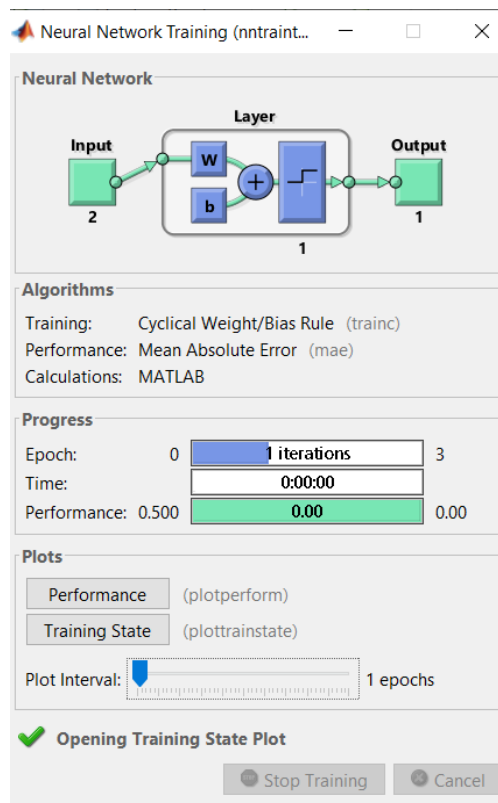 Neural Network Training (nntraint...
Neural Network
Layer
Input
Output
W
b
+
2
1
1
Algorithms
Training: Cyclical Weight/Bias Rule (trainc)
Performance: Mean Absolute Error (mae)
Calculations: MATLAB
Progress
Epoch: 0 1 iterations 3
Time: 0:00:00
Performance: 0.500 0.00 0.00
Plots
Performance (plotperform)
Training State (plottrainstate)
Plot Interval: 1 epochs
Opening Training State Plot
Stop Training Cancel